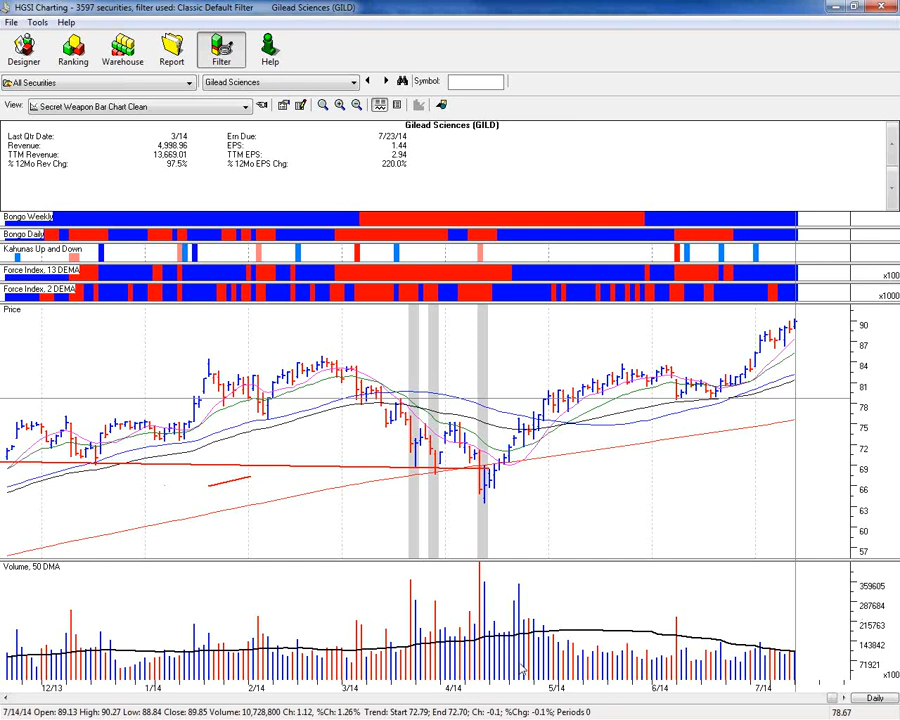 HGSI Charting - 3597 securities, filter used: Classic Default Filter Gilead Sciences (GILD)
File Tools Help
Designer Ranking Warehouse Report Filter Help
All Securities Gilead Sciences Symbol:
View: Secret Weapon Bar Chart Clean
Gilead Sciences (GILD)
Last Qtr Date: 3/14 Ern Due: 7/23/14
Revenue: 4,998.96 EPS: 1.44
TTM Revenue: 13,669.01 TTM EPS: 2.94
% 12Mo Rev Chg: 97.5% % 12Mo EPS Chg: 220.0%
Bongo Weekly
Bongo Daily
Kahunas Up and Down
Force Index, 13 DEMA x100
Force Index, 2 DEMA x1000
Price
90
87
84
81
78
75
72
69
66
63
60
57
Volume, 50 DMA
359605
287684
215763
143842
71921
x100
12/13 1/14 2/14 3/14 4/14 5/14 6/14 7/14
Daily
7/14/14 Open: 89.13 High: 90.27 Low: 88.84 Close: 89.85 Volume: 10,728,800 Ch: 1.12, %Ch: 1.26% Trend: Start 72.79; End 72.70; Ch: -0.1; %Chg: -0.1%; Periods 0 78.67